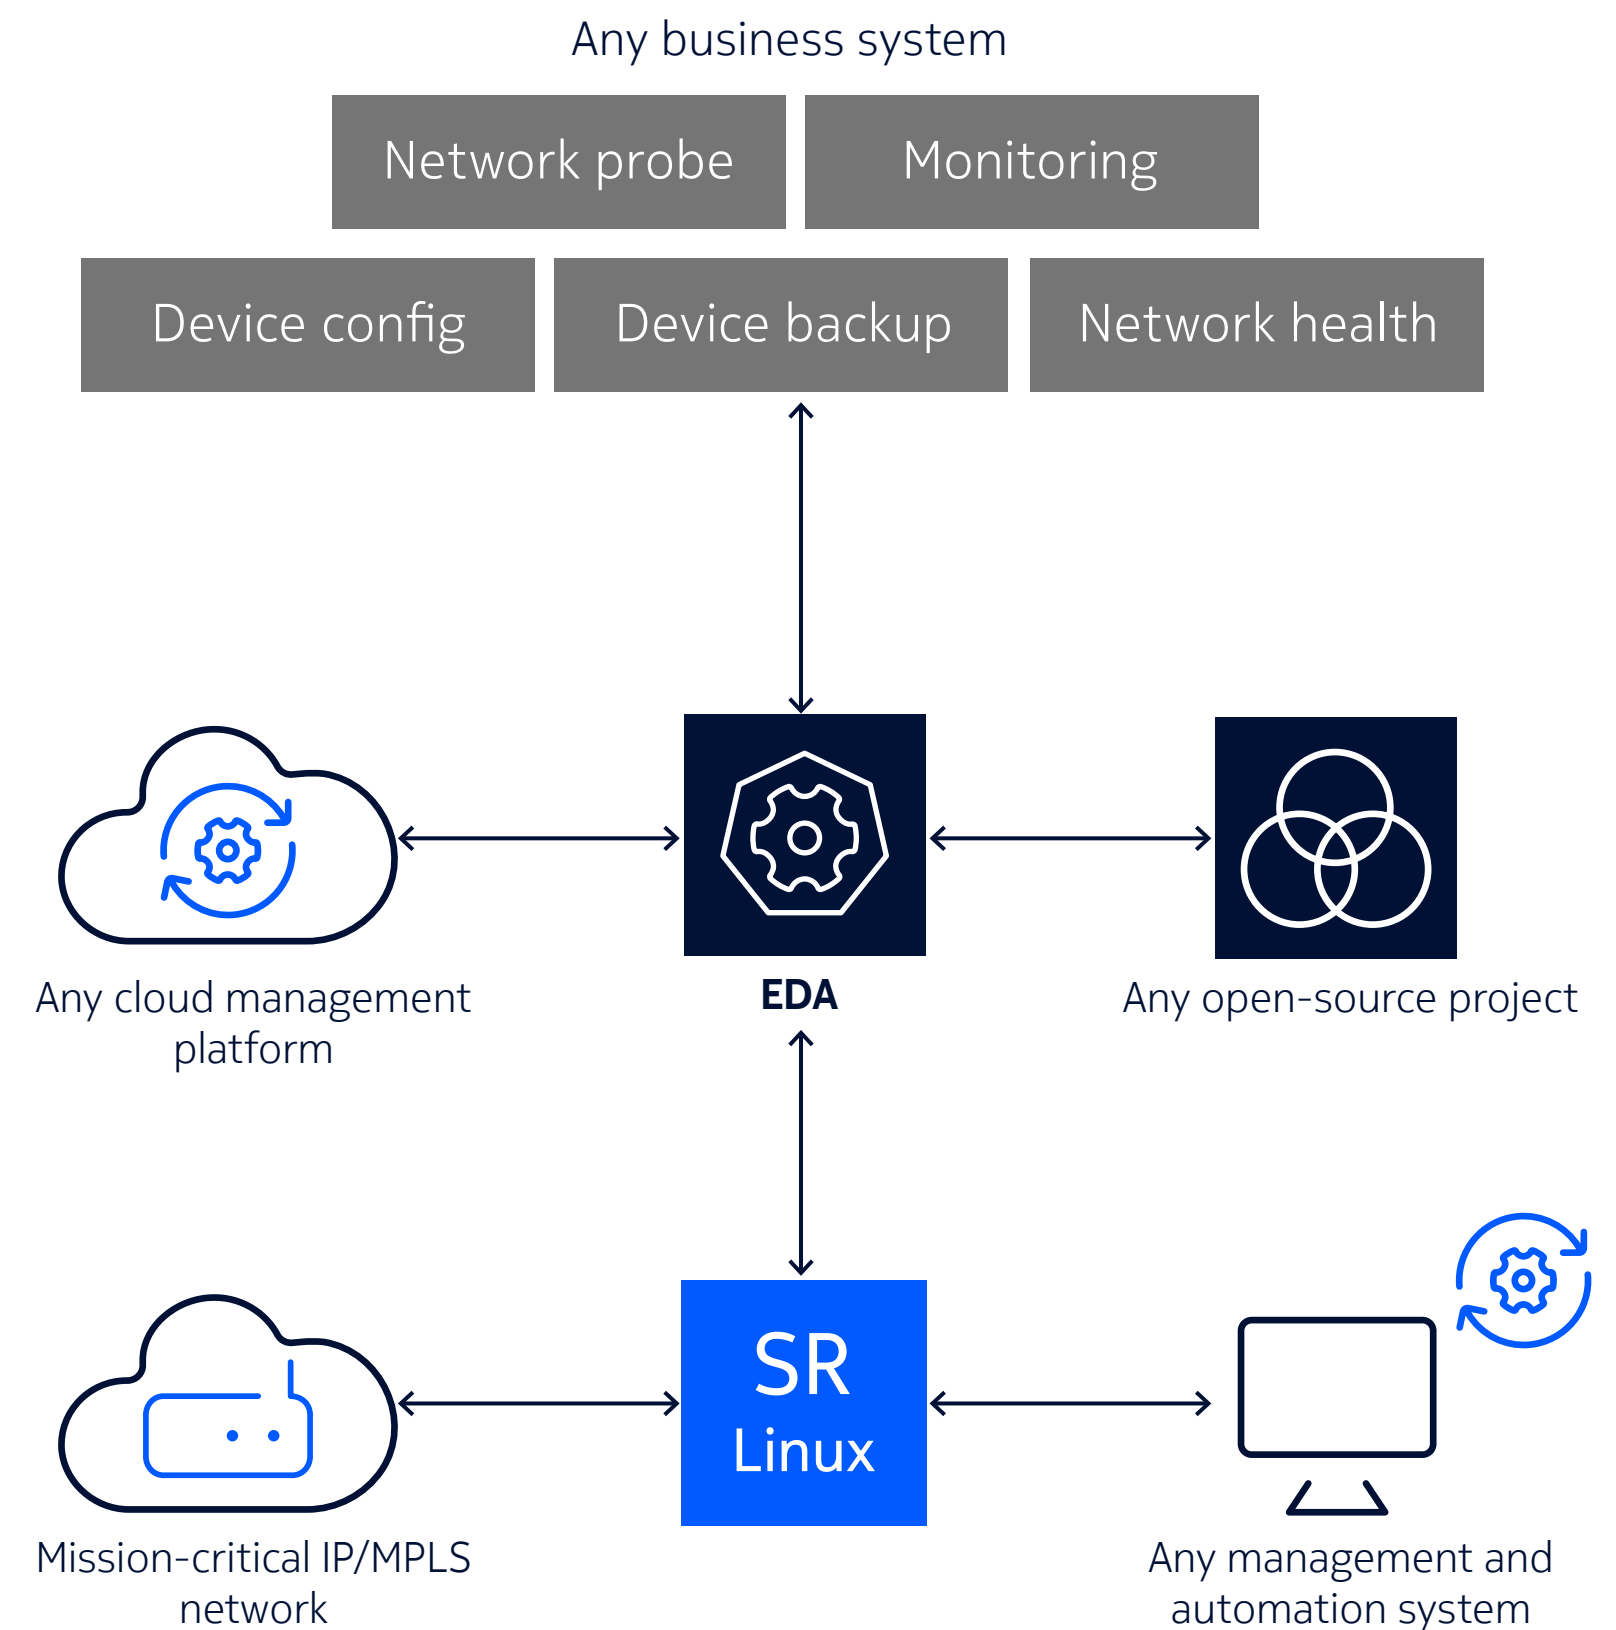 Any business system
Network probe
Monitoring
Device config
Device backup
Network health
Any cloud management
platform
EDA
Any open-source project
SR
Linux
Mission-critical IP/MPLS
network
Any management and
automation system